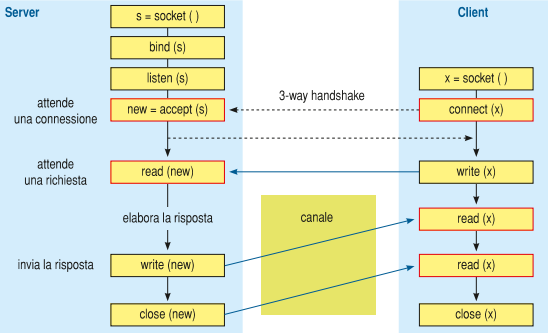 Server
Client
s = socket ( )
bind (s)
listen (s)
x = socket ( )
attende
una connessione
new = accept (s)
3-way handshake
connect (x)
attende
una richiesta
read (new)
write (x)
elabora la risposta
canale
read (x)
invia la risposta
write (new)
read (x)
close (new)
close (x)